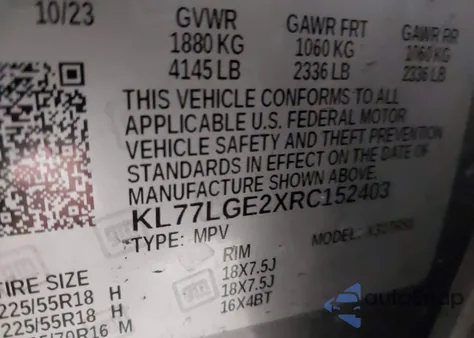 10/23 GVWR GAWR FRT GAWR RR
1880 KG 1060 KG 1060 KG
4145 LB 2336 LB 2336 LB
THIS VEHICLE CONFORMS TO ALL
APPLICABLE U.S. FEDERAL MOTOR
VEHICLE SAFETY AND THEFT PREVENTION
STANDARDS IN EFFECT ON THE DATE OF
MANUFACTURE SHOWN ABOVE.
KL77LGE2XRC152403
TYPE: MPV MODEL:
TIRE SIZE RIM
225/55R18 H 18X7.5J
225/55R18 H 18X7.5J
/70R16 M 16X4BT